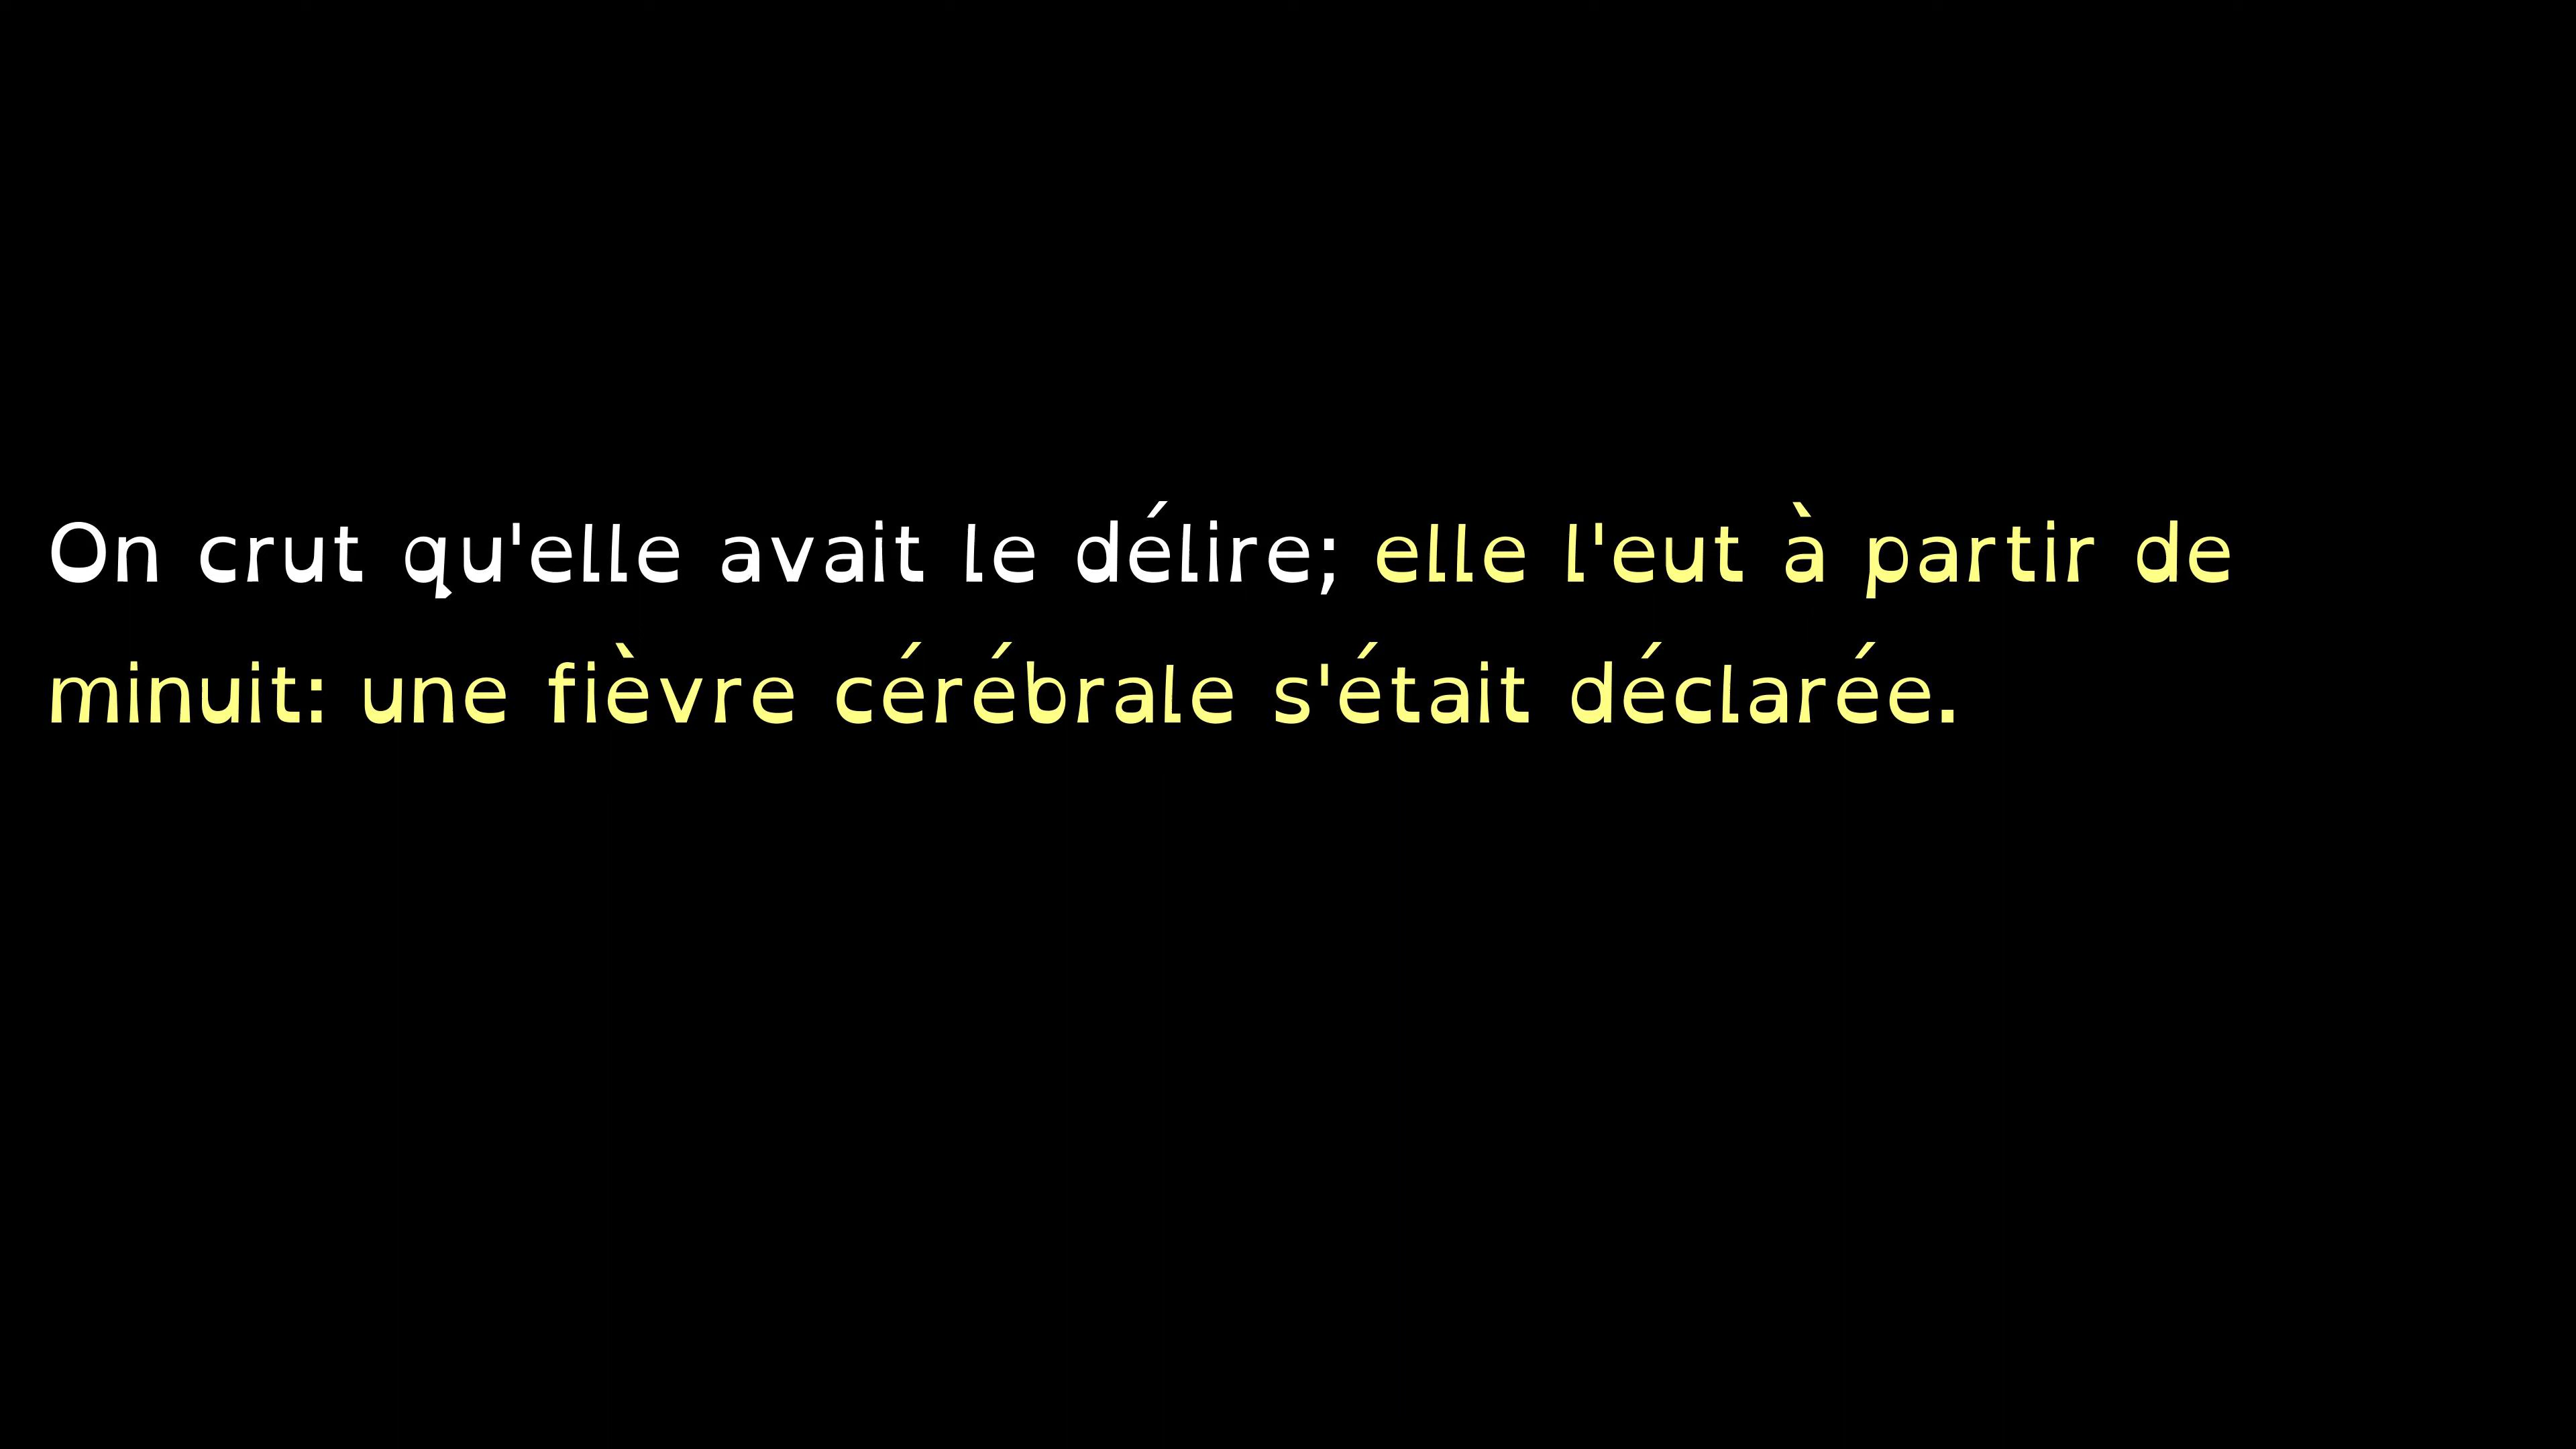 On crut qu'elle avait le délire; elle l'eut à partir de
minuit: une fièvre cérébrale s'était déclarée.